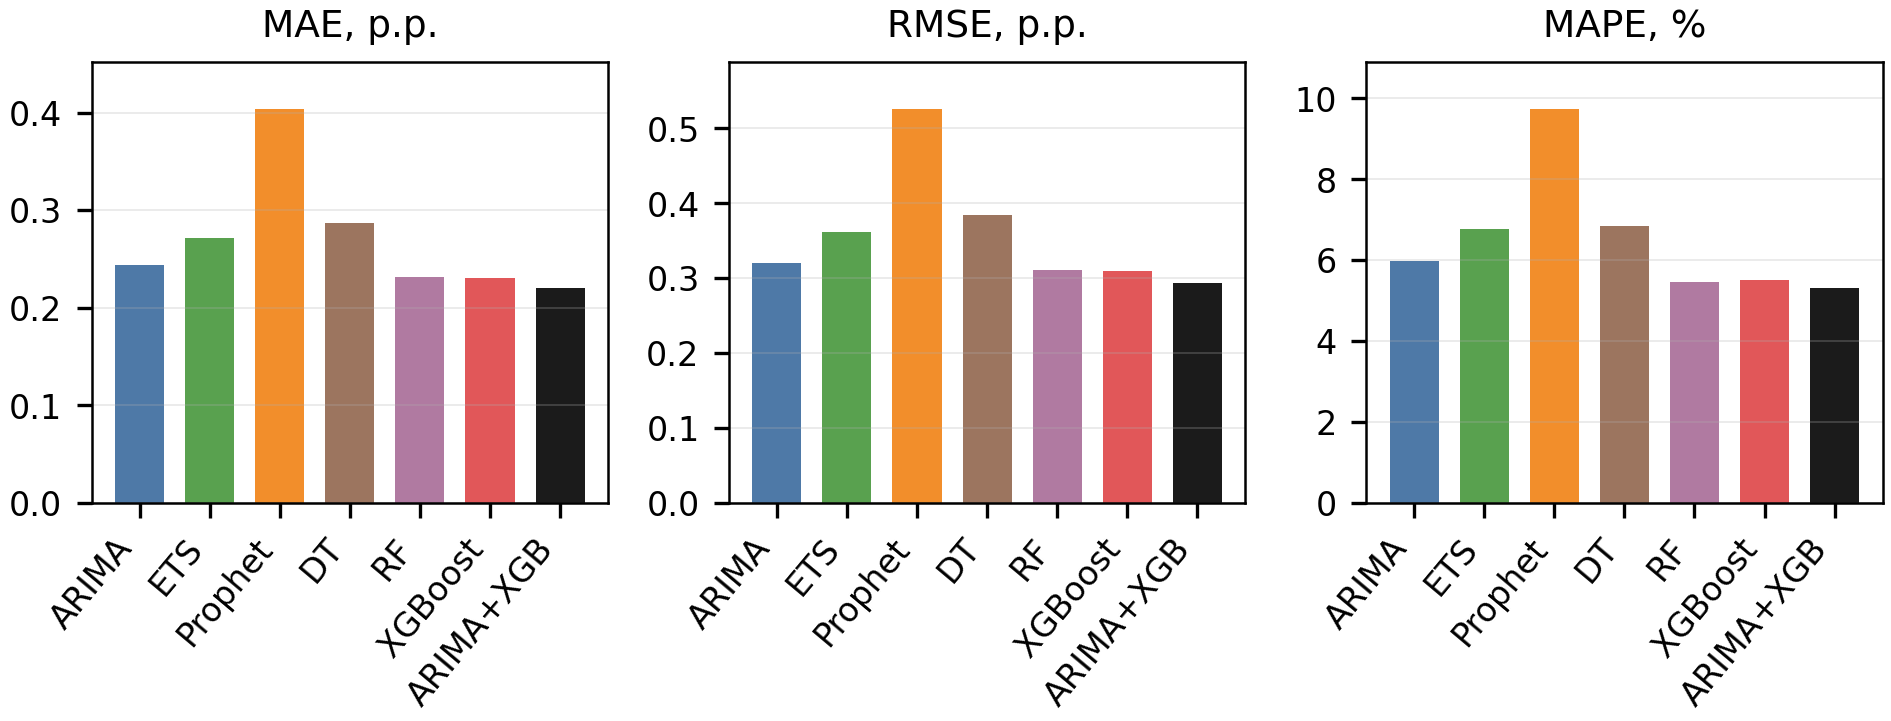 MAE, p.p.
0.4
0.3
0.2
0.1
0.0
ARIMA
ETS
Prophet
DT
RF
XGBoost
ARIMA+XGB
RMSE, p.p.
0.5
0.4
0.3
0.2
0.1
0.0
ARIMA
ETS
Prophet
DT
RF
XGBoost
ARIMA+XGB
MAPE, %
10
8
6
4
2
0
ARIMA
ETS
Prophet
DT
RF
XGBoost
ARIMA+XGB